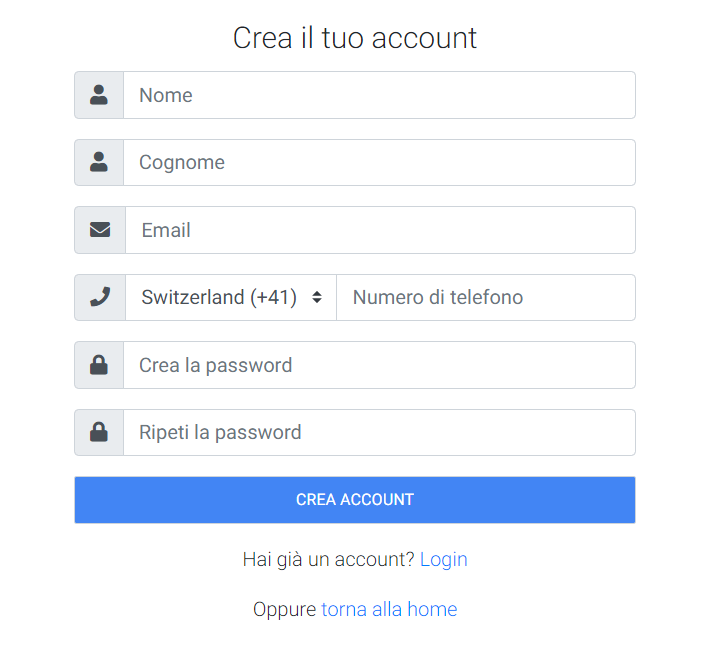 Crea il tuo account
Nome
Cognome
Email
Switzerland (+41) Numero di telefono
Crea la password
Ripeti la password
CREA ACCOUNT
Hai già un account? Login
Oppure torna alla home